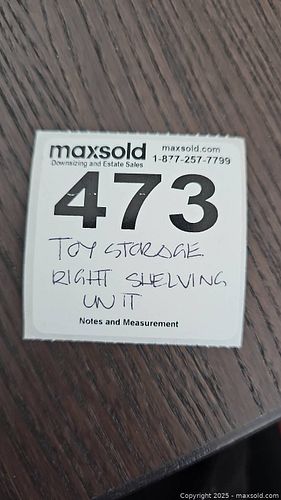 maxsold
maxsold.com
Downsizing and Estate Sales
1-877-257-7799
473
TOY STORAGE
RIGHT SHELVING
UNIT
Notes and Measurement
Copyright 2025 - maxsold.com